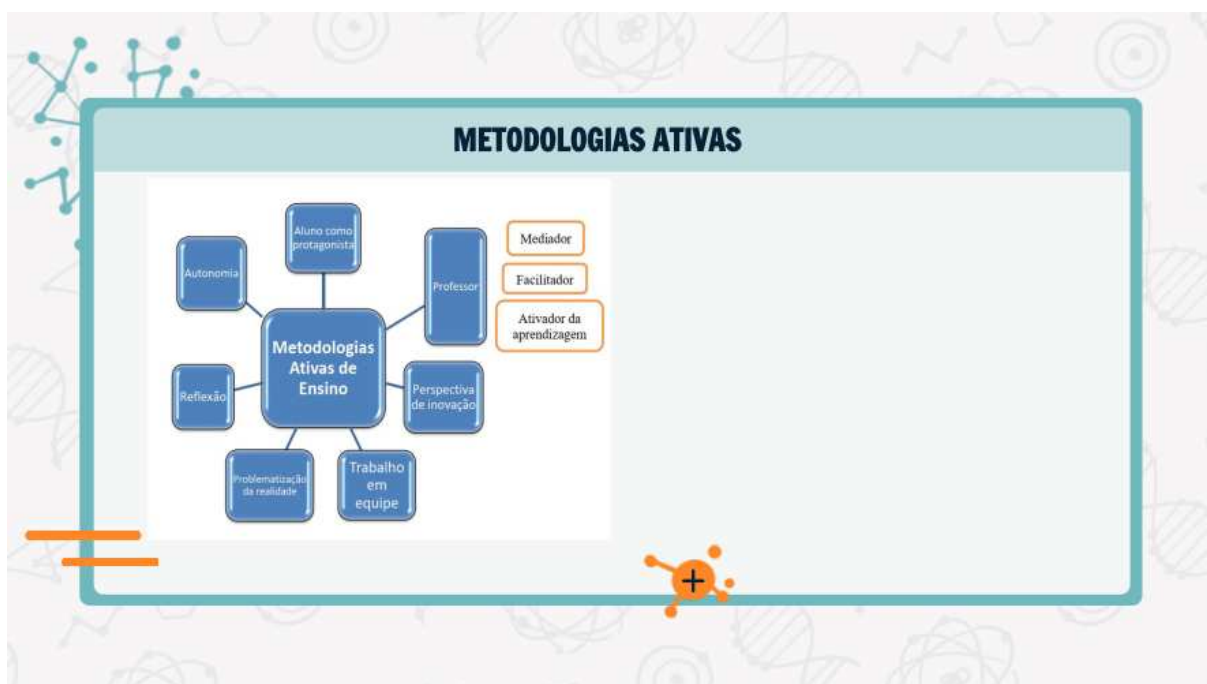 METODOLOGIAS ATIVAS
Aluno como
protagonista
Autonomia
Professor
Mediador
Facilitador
Ativador da
aprendizagem
Metodologias
Ativas de
Ensino
Reflexão
Perspectiva
de inovação
Problematização
da realidade
Trabalho
em
equipe